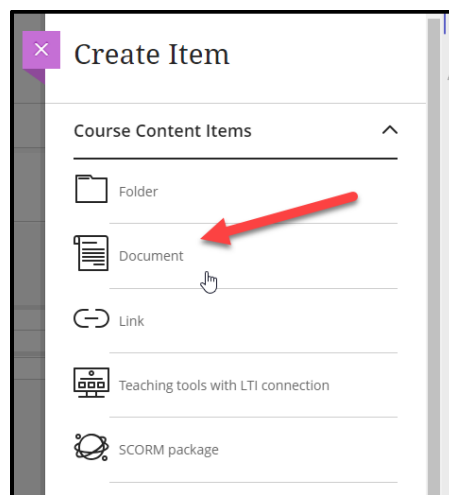 Create Item
Course Content Items
Folder
Document
Link
Teaching tools with LTI connection
SCORM package